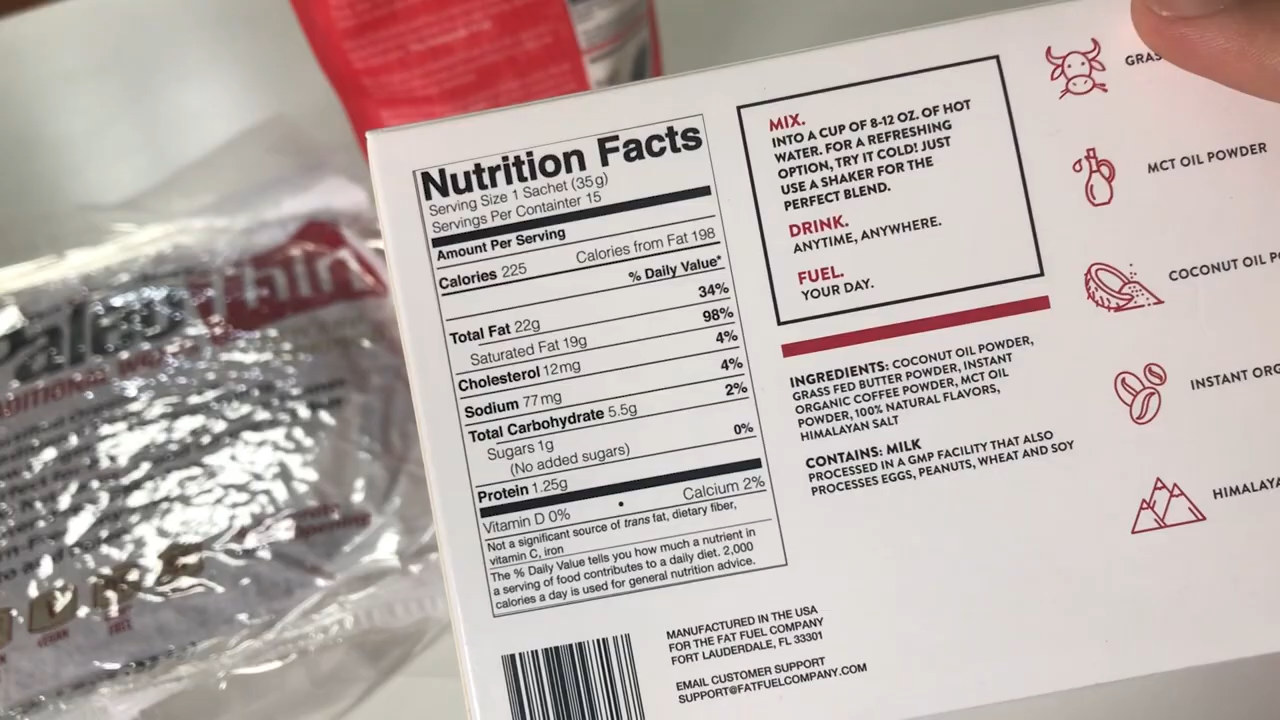 Nutrition Facts
Serving Size 1 Sachet (35g)
Servings Per Containter 15
Amount Per Serving
Calories 225 Calories from Fat 198
% Daily Value*
Total Fat 22g 34%
Saturated Fat 19g 98%
Cholesterol 12mg 4%
Sodium 77mg 4%
Total Carbohydrate 5.5g 2%
Sugars 1g
(No added sugars) 0%
Protein 1.25g
Vitamin D 0% • Calcium 2%
Not a significant source of trans fat, dietary fiber,
vitamin C, iron
The % Daily Value tells you how much a nutrient in
a serving of food contributes to a daily diet. 2,000
calories a day is used for general nutrition advice.
MANUFACTURED IN THE USA
FOR THE FAT FUEL COMPANY
FORT LAUDERDALE, FL 33301
EMAIL CUSTOMER SUPPORT
SUPPORT@FATFUELCOMPANY.COM
MIX.
INTO A CUP OF 8-12 OZ. OF HOT
WATER. FOR A REFRESHING
OPTION, TRY IT COLD! JUST
USE A SHAKER FOR THE
PERFECT BLEND.
DRINK.
ANYTIME, ANYWHERE.
FUEL.
YOUR DAY.
INGREDIENTS: COCONUT OIL POWDER,
GRASS FED BUTTER POWDER, INSTANT
ORGANIC COFFEE POWDER, MCT OIL
POWDER, 100% NATURAL FLAVORS,
HIMALAYAN SALT
CONTAINS: MILK
PROCESSED IN A GMP FACILITY THAT ALSO
PROCESSES EGGS, PEANUTS, WHEAT AND SOY
GRAS
MCT OIL POWDER
COCONUT OIL PO
INSTANT ORG
HIMALAYA
Thin
VEGAN
FREE